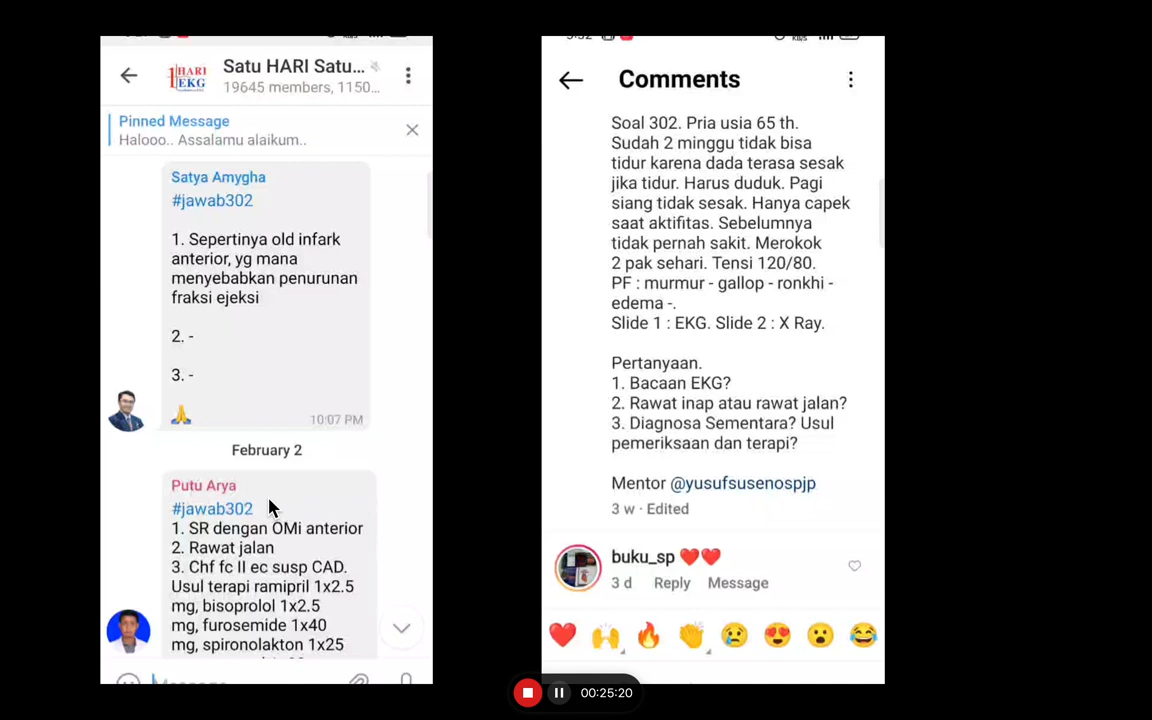 1 HARI
EKG
Satu HARI Satu...
19645 members, 1150...
Pinned Message
Halooo.. Assalamu alaikum..
Satya Amygha
#jawab302
1. Sepertinya old infark
anterior, yg mana
menyebabkan penurunan
fraksi ejeksi
2. -
3. -
🙏
10:07 PM
February 2
Putu Arya
#jawab302
1. SR dengan OMi anterior
2. Rawat jalan
3. Chf fc II ec susp CAD.
Usul terapi ramipril 1x2.5
mg, bisoprolol 1x2.5
mg, furosemide 1x40
mg, spironolakton 1x25
Comments
Soal 302. Pria usia 65 th.
Sudah 2 minggu tidak bisa
tidur karena dada terasa sesak
jika tidur. Harus duduk. Pagi
siang tidak sesak. Hanya capek
saat aktifitas. Sebelumnya
tidak pernah sakit. Merokok
2 pak sehari. Tensi 120/80.
PF : murmur - gallop - ronkhi -
edema -.
Slide 1 : EKG. Slide 2 : X Ray.
Pertanyaan.
1. Bacaan EKG?
2. Rawat inap atau rawat jalan?
3. Diagnosa Sementara? Usul
pemeriksaan dan terapi?
Mentor @yusufsusenospjp
3 w · Edited
buku_sp ❤️❤️
3 d Reply Message
❤️ 🙌 🔥 👏 😢 😍 😮 😂
00:25:20